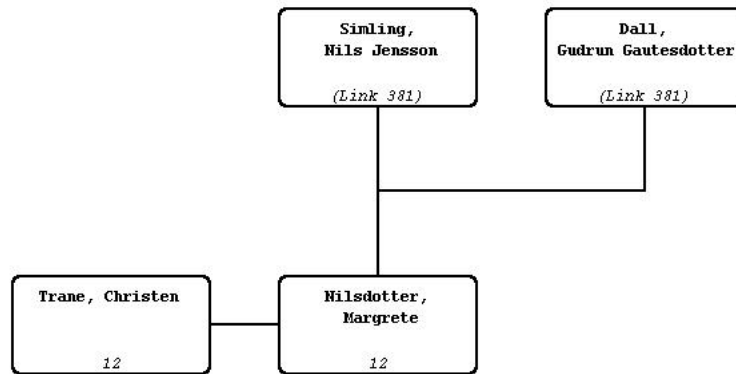 Simling,
Nils Jensson
(Link 381)
Dall,
Gudrun Gautesdotter
(Link 381)
Trane, Christen
12
Nilsdotter,
Margrete
12